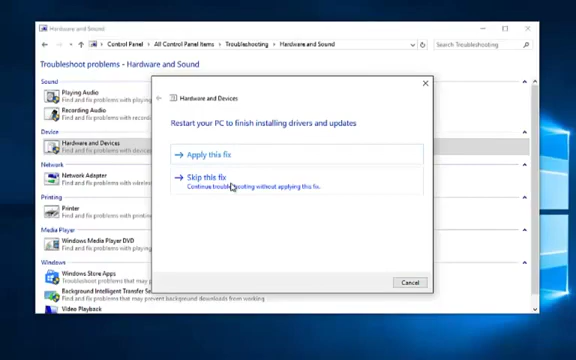 Hardware and Sound
Control Panel › All Control Panel Items › Troubleshooting › Hardware and Sound
Search Troubleshooting
Troubleshoot problems - Hardware and Sound
Sound
Playing Audio
Find and fix problems with playing
Recording Audio
Find and fix problems with
Device
Hardware and Devices
Find and fix problems with devices
Network
Network Adapter
Find and fix problems with
Printing
Printer
Find and fix problems with
Media Player
Windows Media Player DVD
Find and fix problems with
Windows
Windows Store Apps
Troubleshoot problems that may p
Background Intelligent Transfer Se
Find and fix problems that may prevent background downloads from working
Video Playback
Hardware and Devices
Restart your PC to finish installing drivers and updates
Apply this fix
Skip this fix
Continue troubleshooting without applying this fix.
Cancel